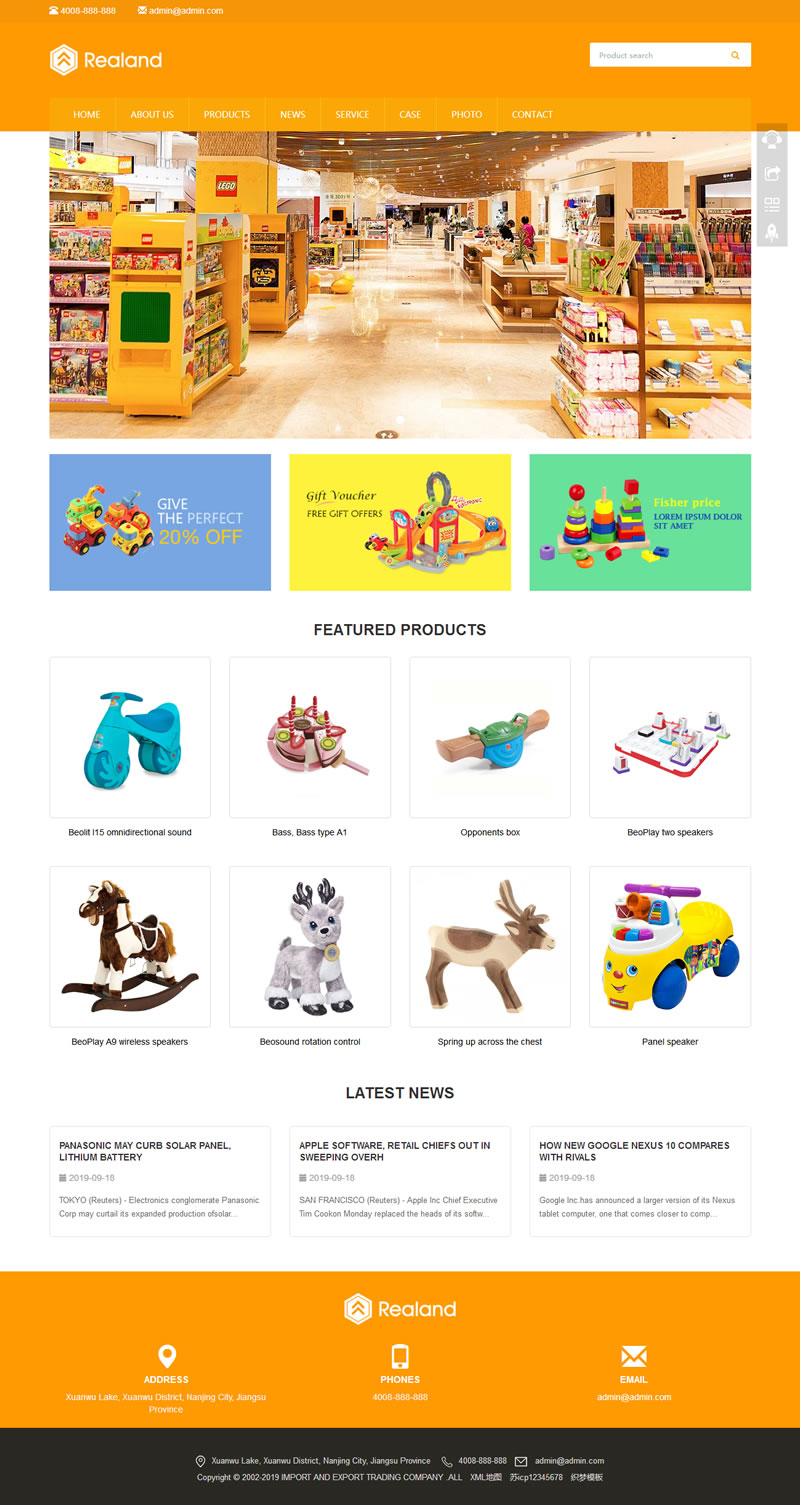 4008-888-888 admin@admin.com
Realand
Product search
HOME ABOUT US PRODUCTS NEWS SERVICE CASE PHOTO CONTACT
LEGO
LEGO
LEGO
LEGO
GIVE
THE PERFECT
20% OFF
Gift Voucher
FREE GIFT OFFERS
Fisher price
LOREM IPSUM DOLOR
SIT AMET
FEATURED PRODUCTS
Beolit I15 omnidirectional sound
Bass, Bass type A1
Opponents box
BeoPlay two speakers
BeoPlay A9 wireless speakers
Beosound rotation control
Spring up across the chest
Panel speaker
LATEST NEWS
PANASONIC MAY CURB SOLAR PANEL,
LITHIUM BATTERY
2019-09-18
TOKYO (Reuters) - Electronics conglomerate Panasonic
Corp may curtail its expanded production ofsolar...
APPLE SOFTWARE, RETAIL CHIEFS OUT IN
SWEEPING OVERH
2019-09-18
SAN FRANCISCO (Reuters) - Apple Inc Chief Executive
Tim Cookon Monday replaced the heads of its softw...
HOW NEW GOOGLE NEXUS 10 COMPARES
WITH RIVALS
2019-09-18
Google Inc.has announced a larger version of its Nexus
tablet computer, one that comes closer to comp...
Realand
ADDRESS
Xuanwu Lake, Xuanwu District, Nanjing City, Jiangsu
Province
PHONES
4008-888-888
EMAIL
admin@admin.com
Xuanwu Lake, Xuanwu District, Nanjing City, Jiangsu Province 4008-888-888 admin@admin.com
Copyright © 2002-2019 IMPORT AND EXPORT TRADING COMPANY .ALL XML地图 苏icp12345678 织梦模板